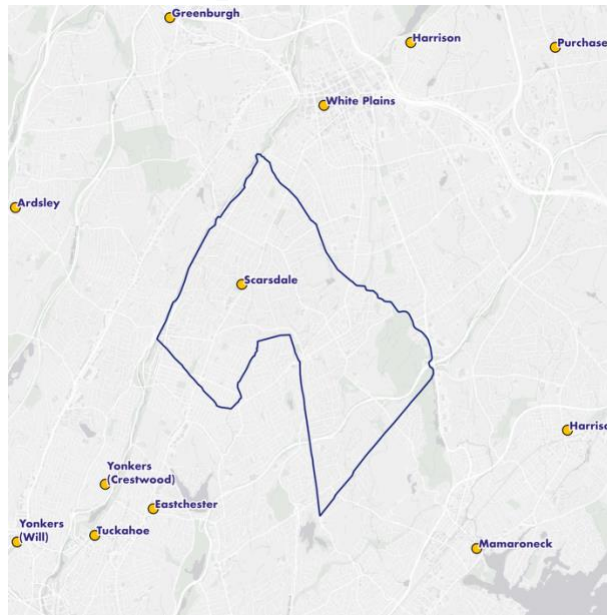 Greenburgh
Harrison
Purchase
White Plains
Ardsley
Scarsdale
Harriso
Yonkers
(Crestwood)
Eastchester
Yonkers
(Will)
Tuckahoe
Mamaroneck